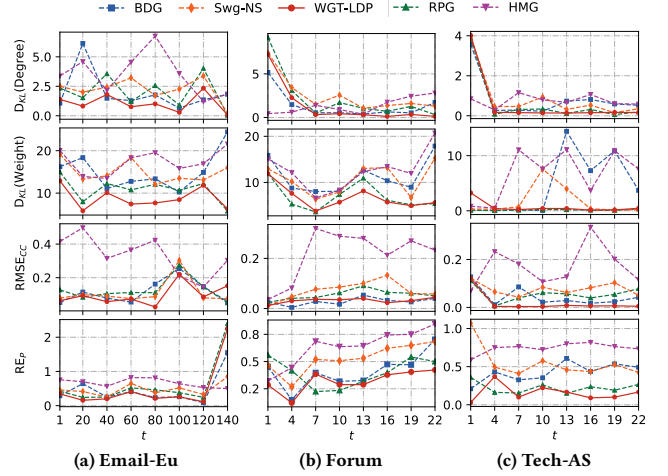 BDG Swg-NS WGT-LDP RPG HMG
D_KL(Degree)
5.0
2.5
0.0
10
5
0
4
2
0
D_KL(Weight)
20
10
20
10
10
0
RMSE_CC
0.4
0.2
0.4
0.2
0.0
0.2
0.0
RE_P
2
1
0
0.8
0.5
0.2
1.0
0.5
0.0
1 20 40 60 80 100 120 140
t
1 4 7 10 13 16 19 22
t
1 4 7 10 13 16 19 22
t
(a) Email-Eu (b) Forum (c) Tech-AS